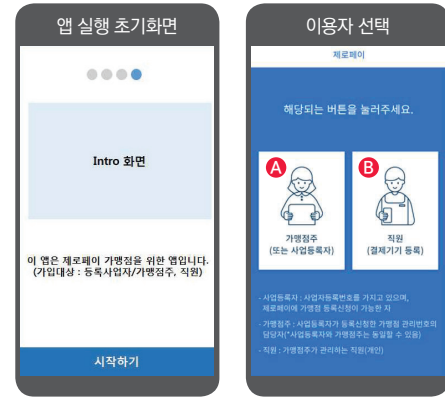 앱 실행 초기화면
Intro 화면
이 앱은 제로페이 가맹점을 위한 앱입니다.
(가입대상 : 등록사업자/가맹점주, 직원)
시작하기
이용자 선택
제로페이
해당되는 버튼을 눌러주세요.
A
가맹점주
(또는 사업등록자)
B
직원
(결제기기 등록)
- 사업등록자 : 사업자등록번호를 가지고 있으며,
제로페이에 가맹점 등록신청이 가능한 자
- 가맹점주 : 사업등록자가 등록신청한 가맹점 관리번호의
담당자(*사업등록자와 가맹점주는 동일할 수 있음)
- 직원 : 가맹점주가 관리하는 직원(개인)